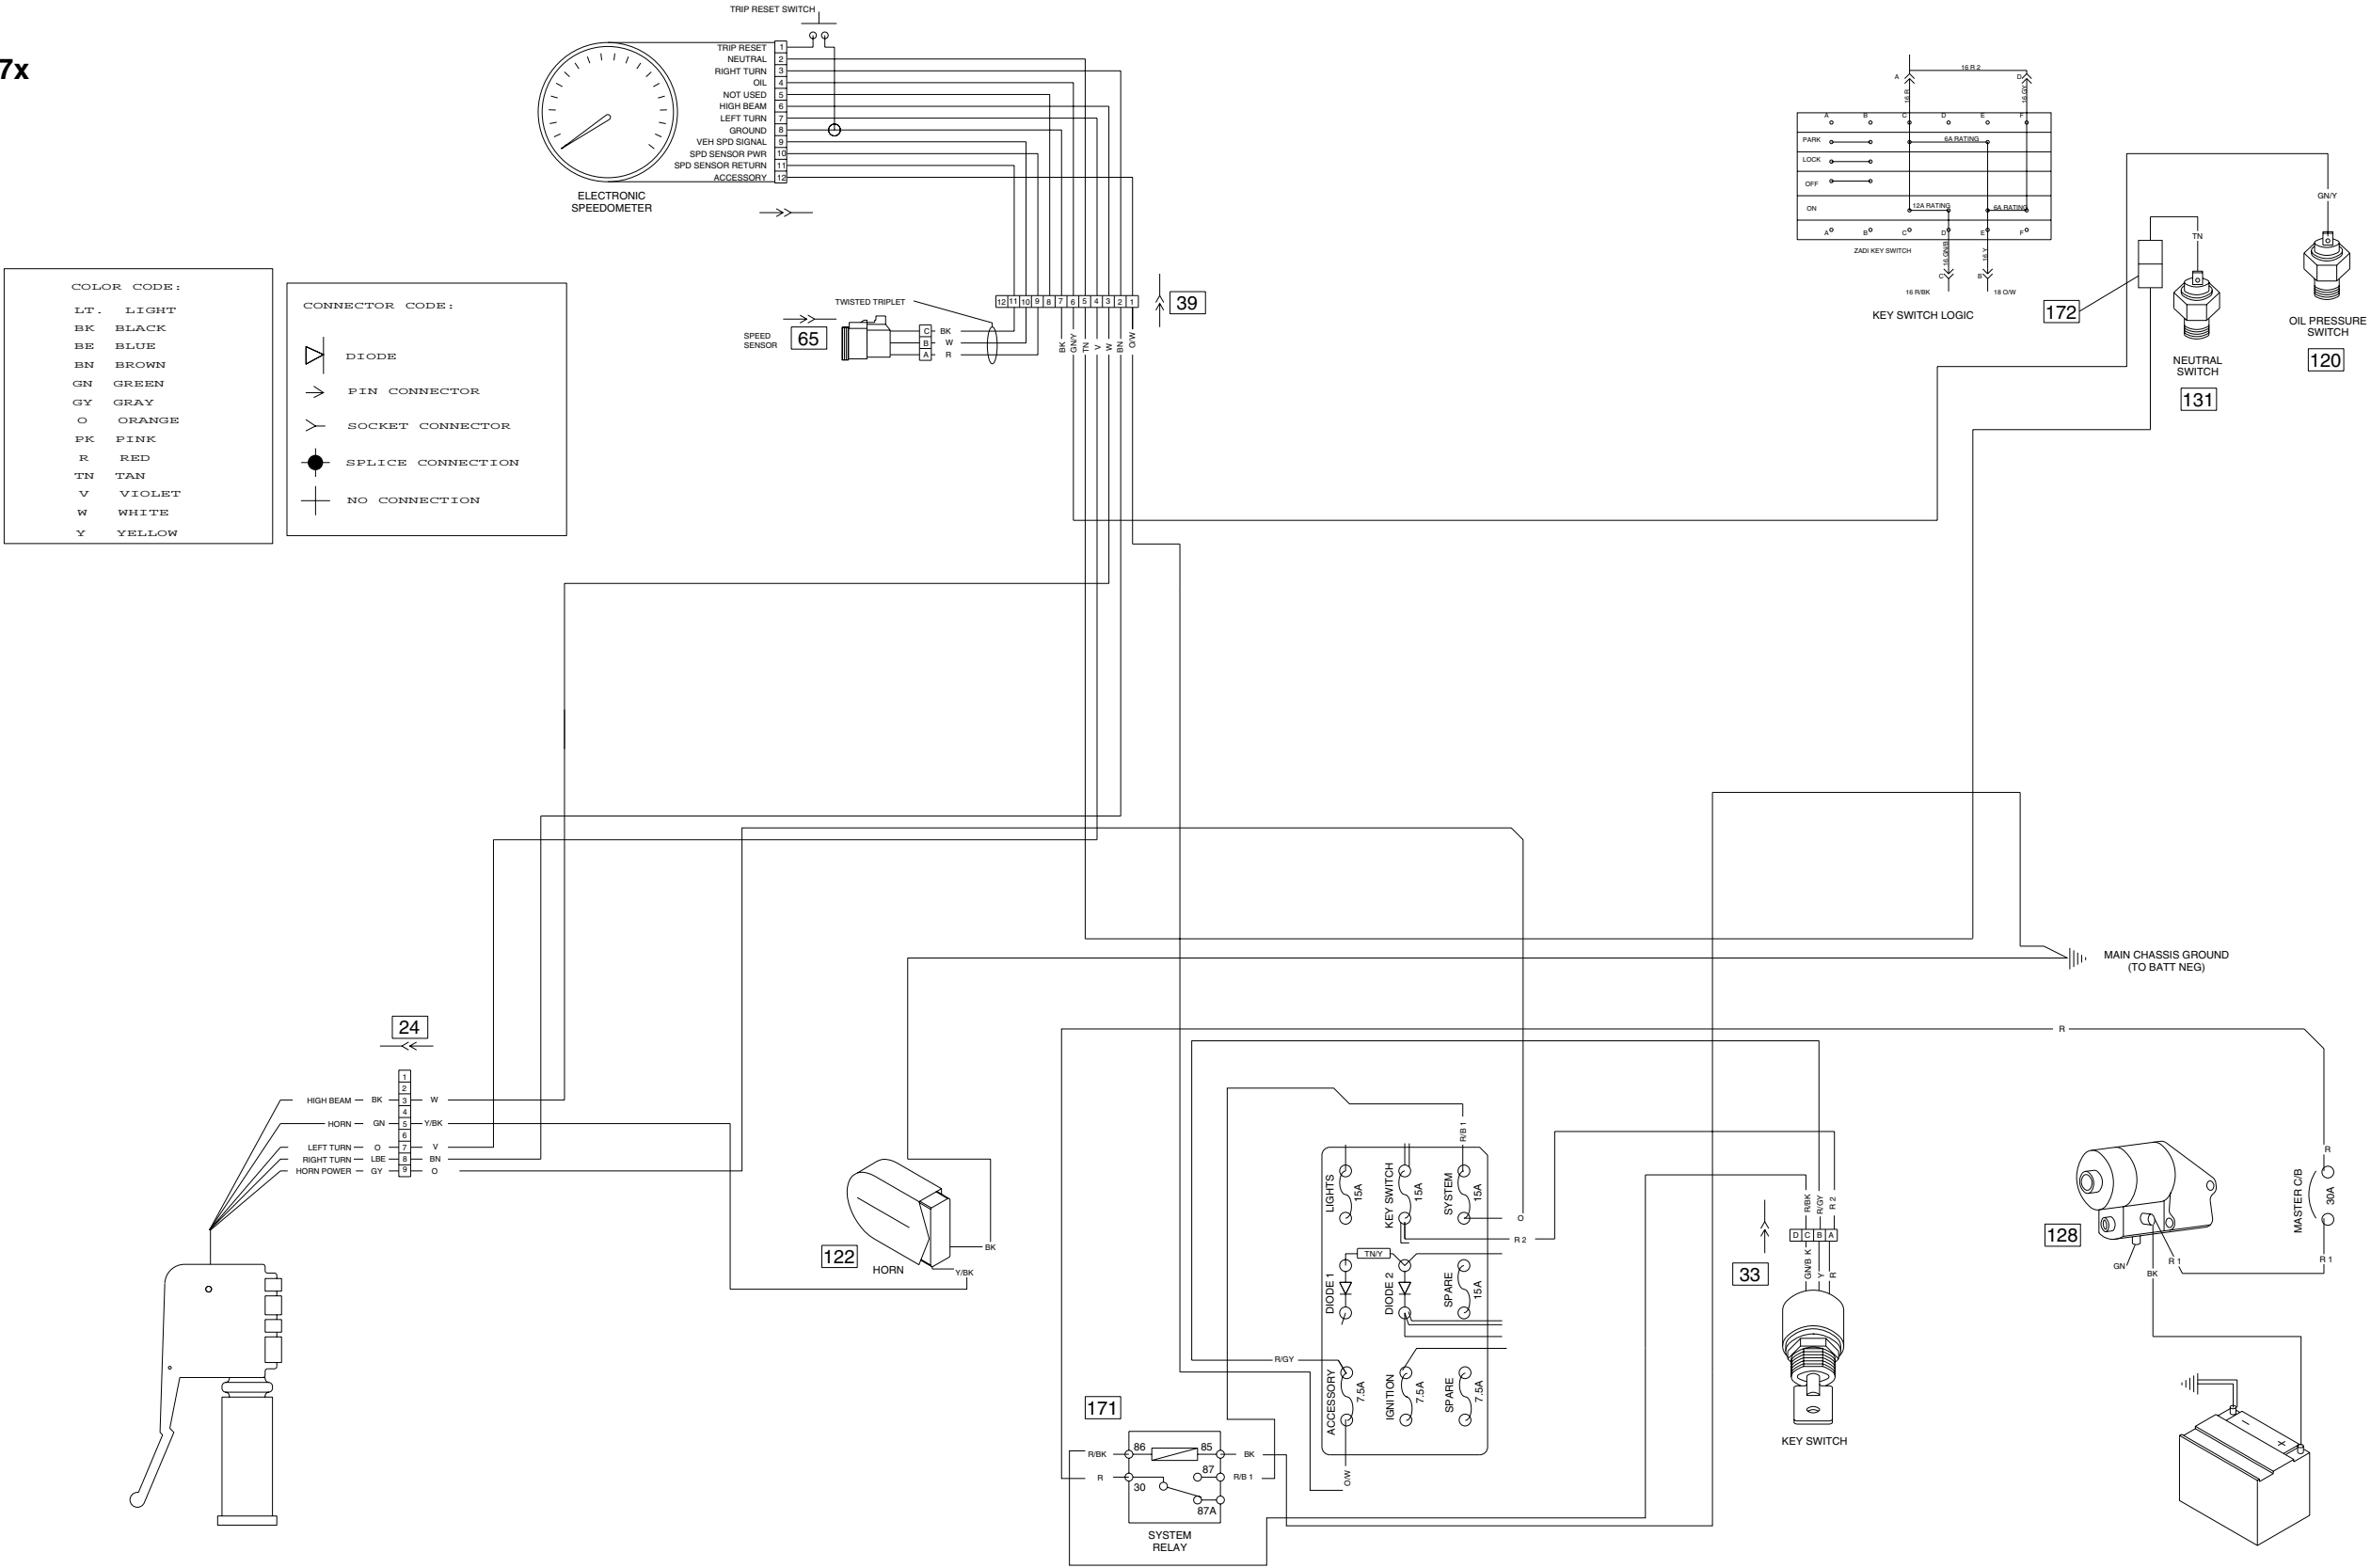 7x
TRIP RESET SWITCH
TRIP RESET 1
NEUTRAL 2
RIGHT TURN 3
OIL 4
NOT USED 5
HIGH BEAM 6
LEFT TURN 7
GROUND 8
VEH SPD SIGNAL 9
SPD SENSOR PWR 10
SPD SENSOR RETURN 11
ACCESSORY 12
ELECTRONIC
SPEEDOMETER
COLOR CODE:
LT. LIGHT
BK BLACK
BE BLUE
BN BROWN
GN GREEN
GY GRAY
O ORANGE
PK PINK
R RED
TN TAN
V VIOLET
W WHITE
Y YELLOW
CONNECTOR CODE:
DIODE
PIN CONNECTOR
SOCKET CONNECTOR
SPLICE CONNECTION
NO CONNECTION
TWISTED TRIPLET
SPEED
SENSOR
65
C BK
B W
A R
12 11 10 9 8 7 6 5 4 3 2 1
39
BK GN/Y TN V W BN O/W
16 R 2
A D
16 R 16 GY
A B C D E F
PARK 6A RATING
LOCK
OFF
ON 12A RATING 6A RATING
A B C D E F
ZADI KEY SWITCH
16 GN/B 16 Y
C B
16 R/BK 18 O/W
KEY SWITCH LOGIC
172
TN
NEUTRAL
SWITCH
131
GN/Y
OIL PRESSURE
SWITCH
120
MAIN CHASSIS GROUND
(TO BATT NEG)
24
1
2
HIGH BEAM BK 3 W
4
HORN GN 5 Y/BK
6
LEFT TURN O 7 V
RIGHT TURN LBE 8 BN
HORN POWER GY 9 O
122
HORN
BK
Y/BK
R
R/B 1
LIGHTS 15A
KEY SWITCH 15A
SYSTEM 15A
O
R 2
TN/Y
DIODE 1
DIODE 2
SPARE 15A
R/GY
ACCESSORY 7.5A
IGNITION 7.5A
SPARE 7.5A
O/W
171
R/BK 86 85 BK
R 30 87 R/B 1
87A
SYSTEM
RELAY
R/BK R/GY R 2
D C B A
GN/B K Y R
33
KEY SWITCH
128
GN
BK
R 1
R
MASTER C/B 30A
R 1
- +